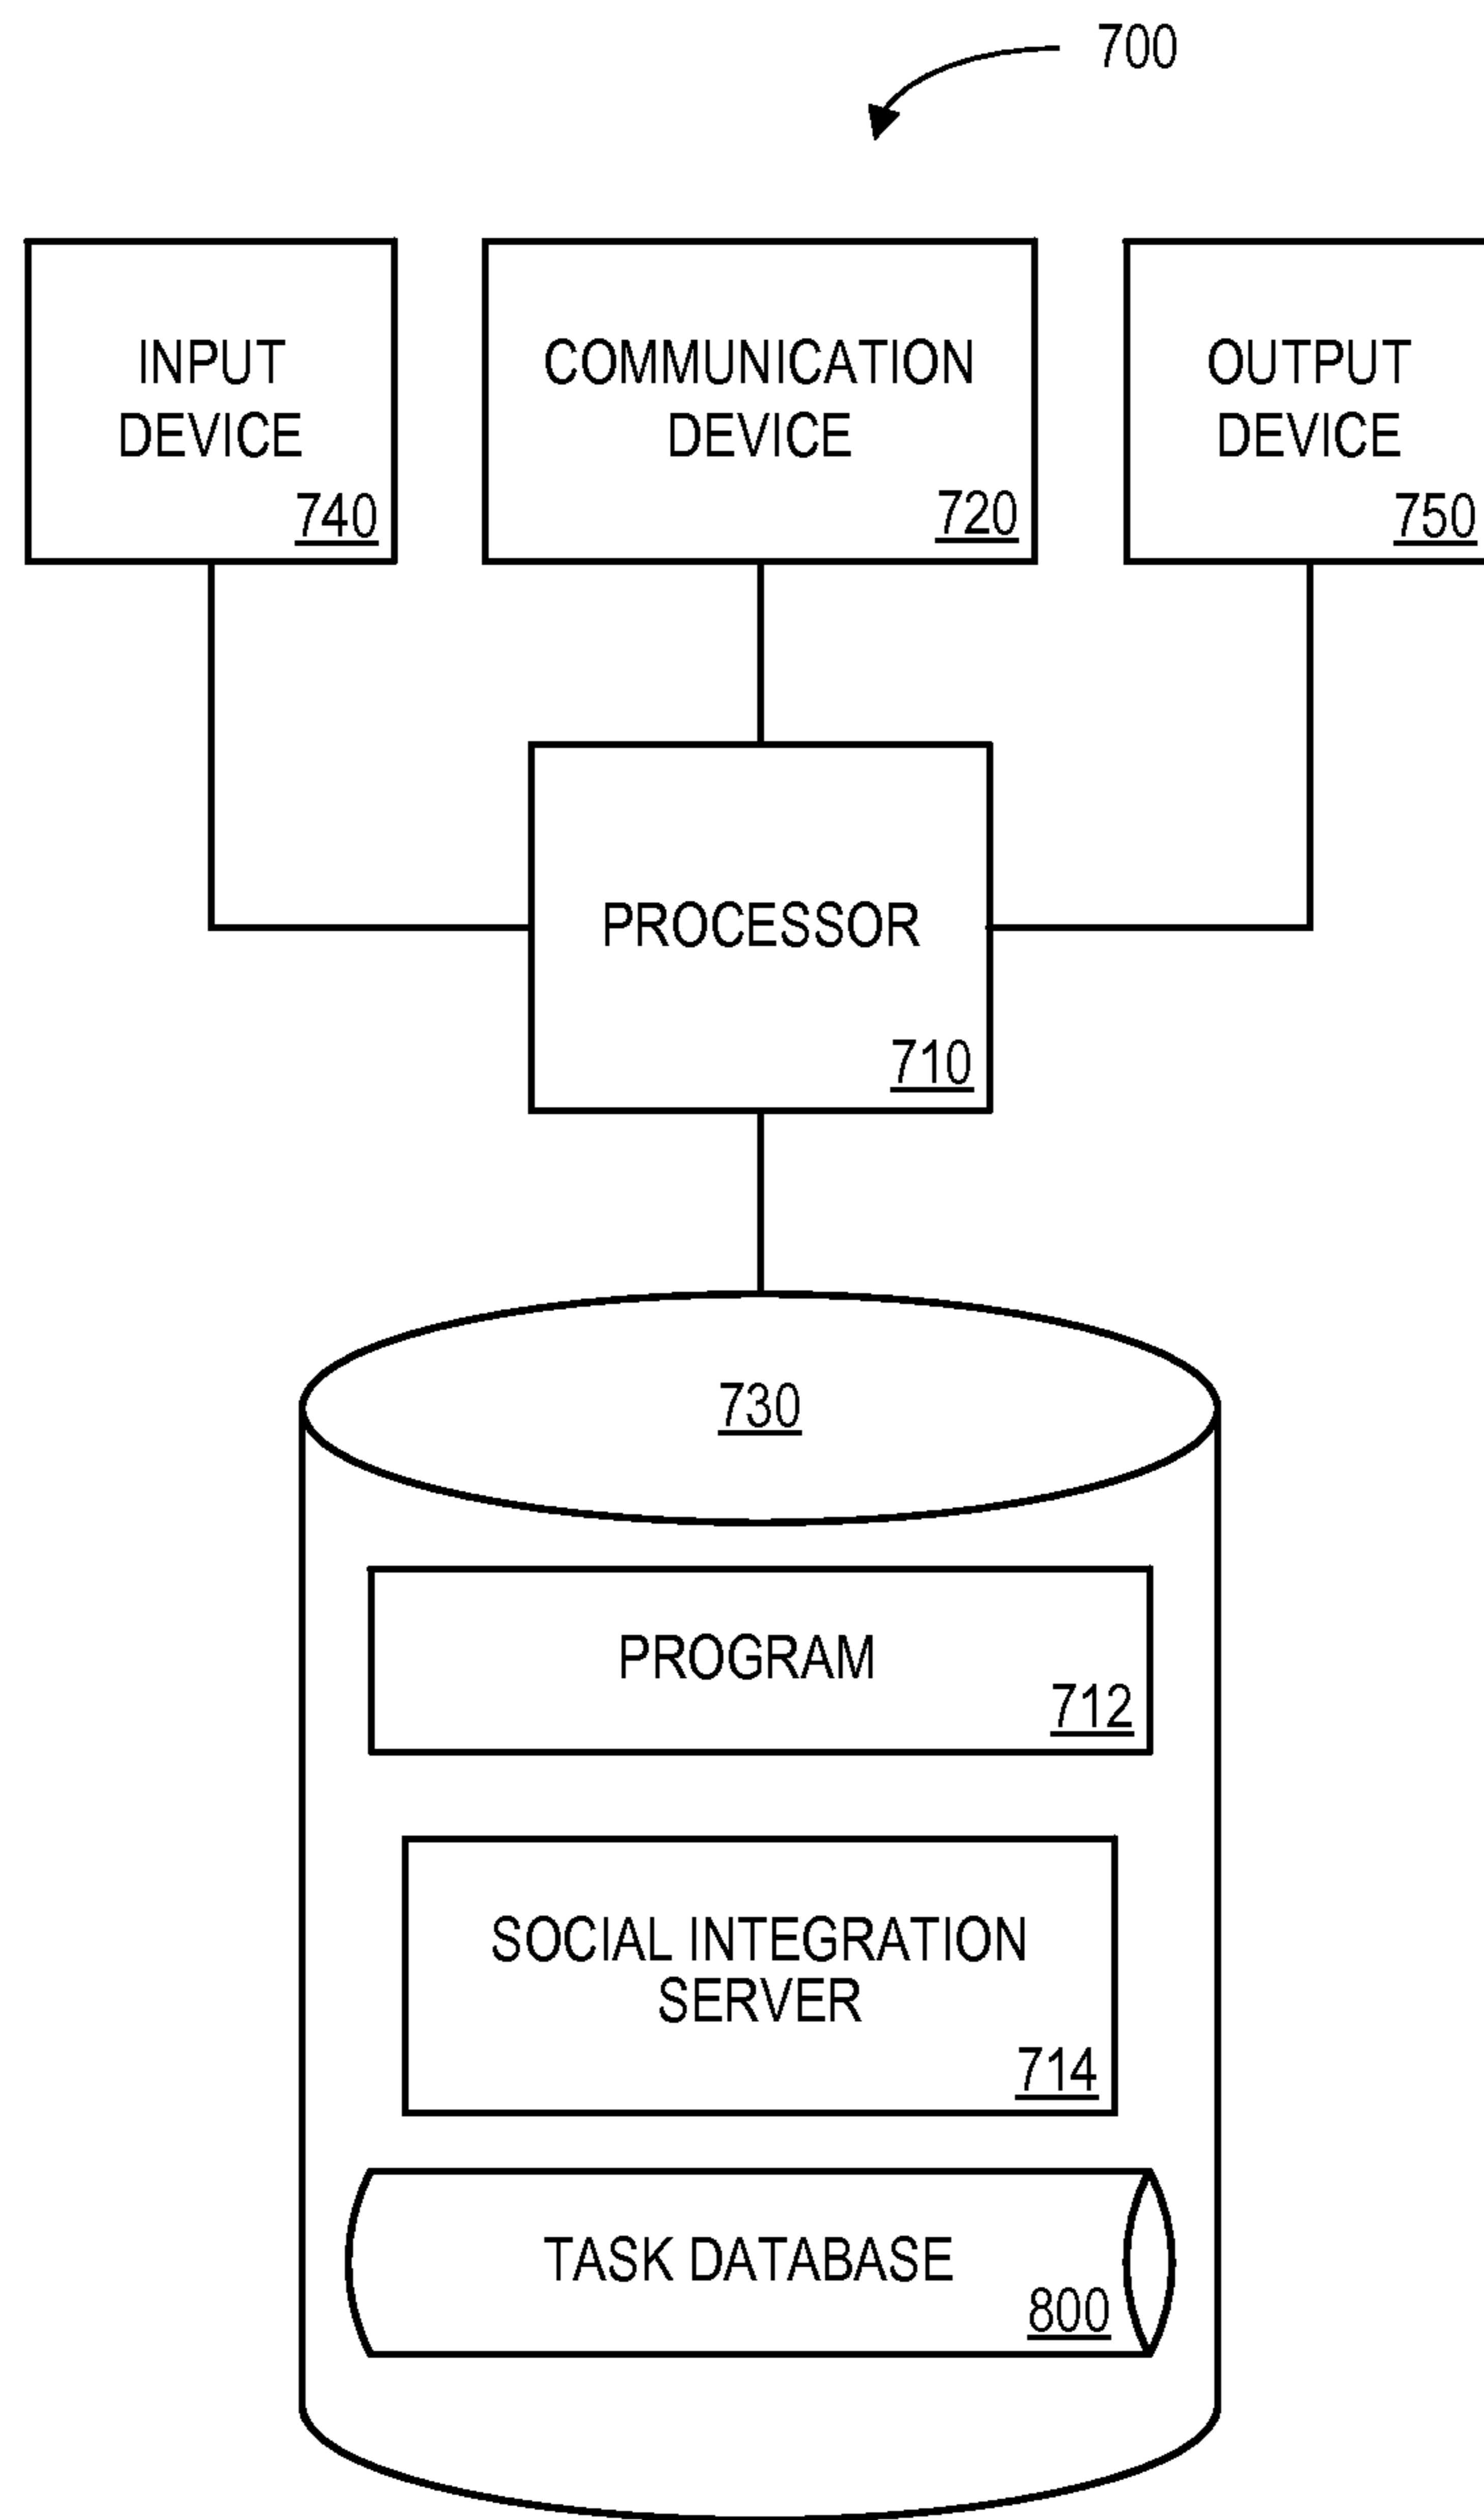 700
INPUT
DEVICE
740
COMMUNICATION
DEVICE
720
OUTPUT
DEVICE
750
PROCESSOR
710
730
PROGRAM
712
SOCIAL INTEGRATION
SERVER
714
TASK DATABASE
800